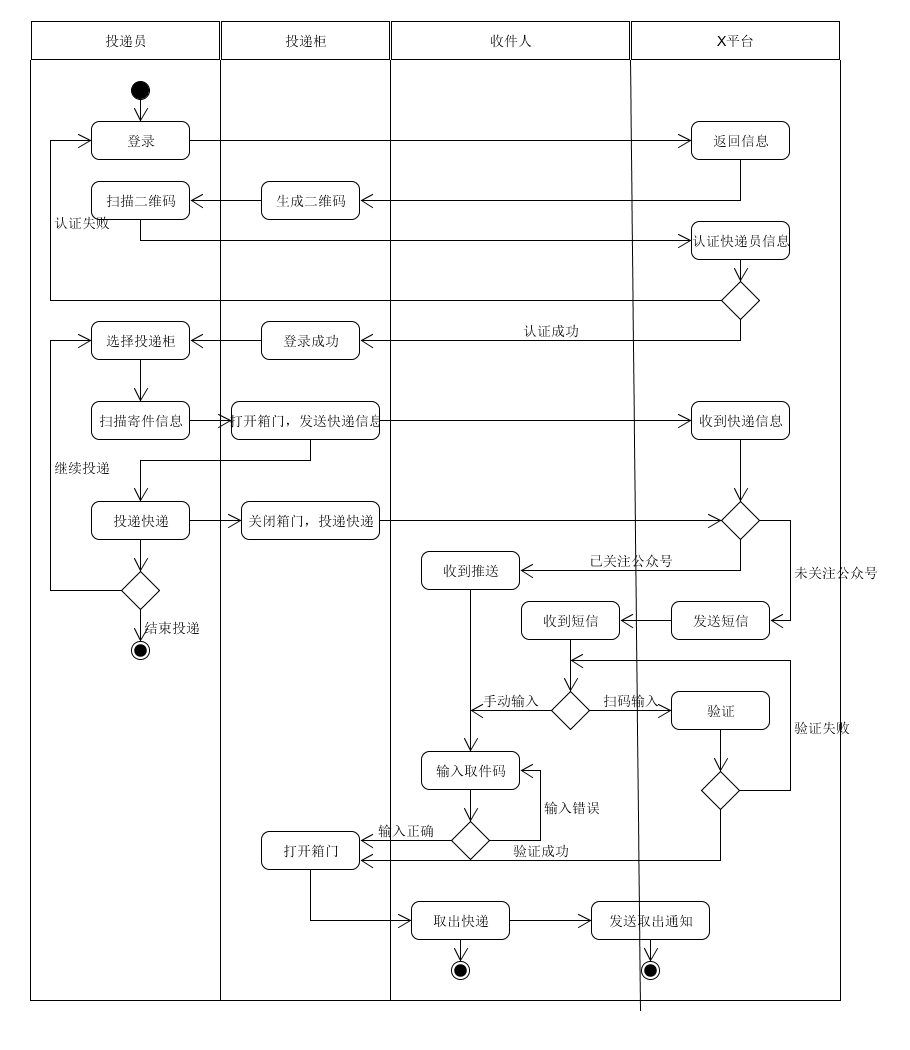 投递员
投递柜
收件人
X平台
登录
返回信息
扫描二维码
生成二维码
认证失败
认证快递员信息
选择投递柜
登录成功
认证成功
扫描寄件信息
打开箱门，发送快递信息
收到快递信息
继续投递
投递快递
关闭箱门，投递快递
已关注公众号
未关注公众号
收到推送
结束投递
收到短信
发送短信
手动输入
扫码输入
验证
验证失败
输入取件码
输入错误
输入正确
打开箱门
验证成功
取出快递
发送取出通知